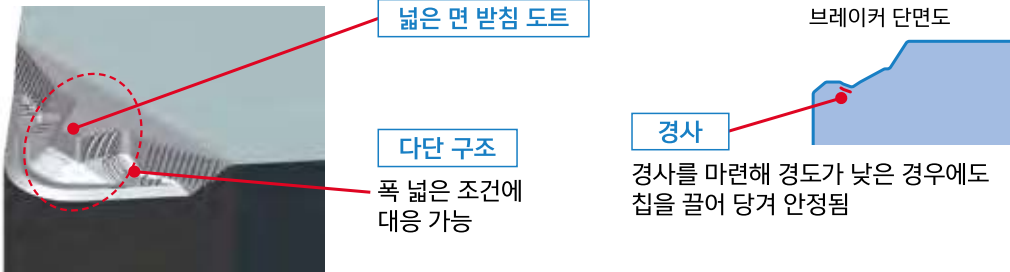 넓은 면 받침 도트
다단 구조
폭 넓은 조건에
대응 가능
브레이커 단면도
경사
경사를 마련해 경도가 낮은 경우에도
칩을 끌어 당겨 안정됨